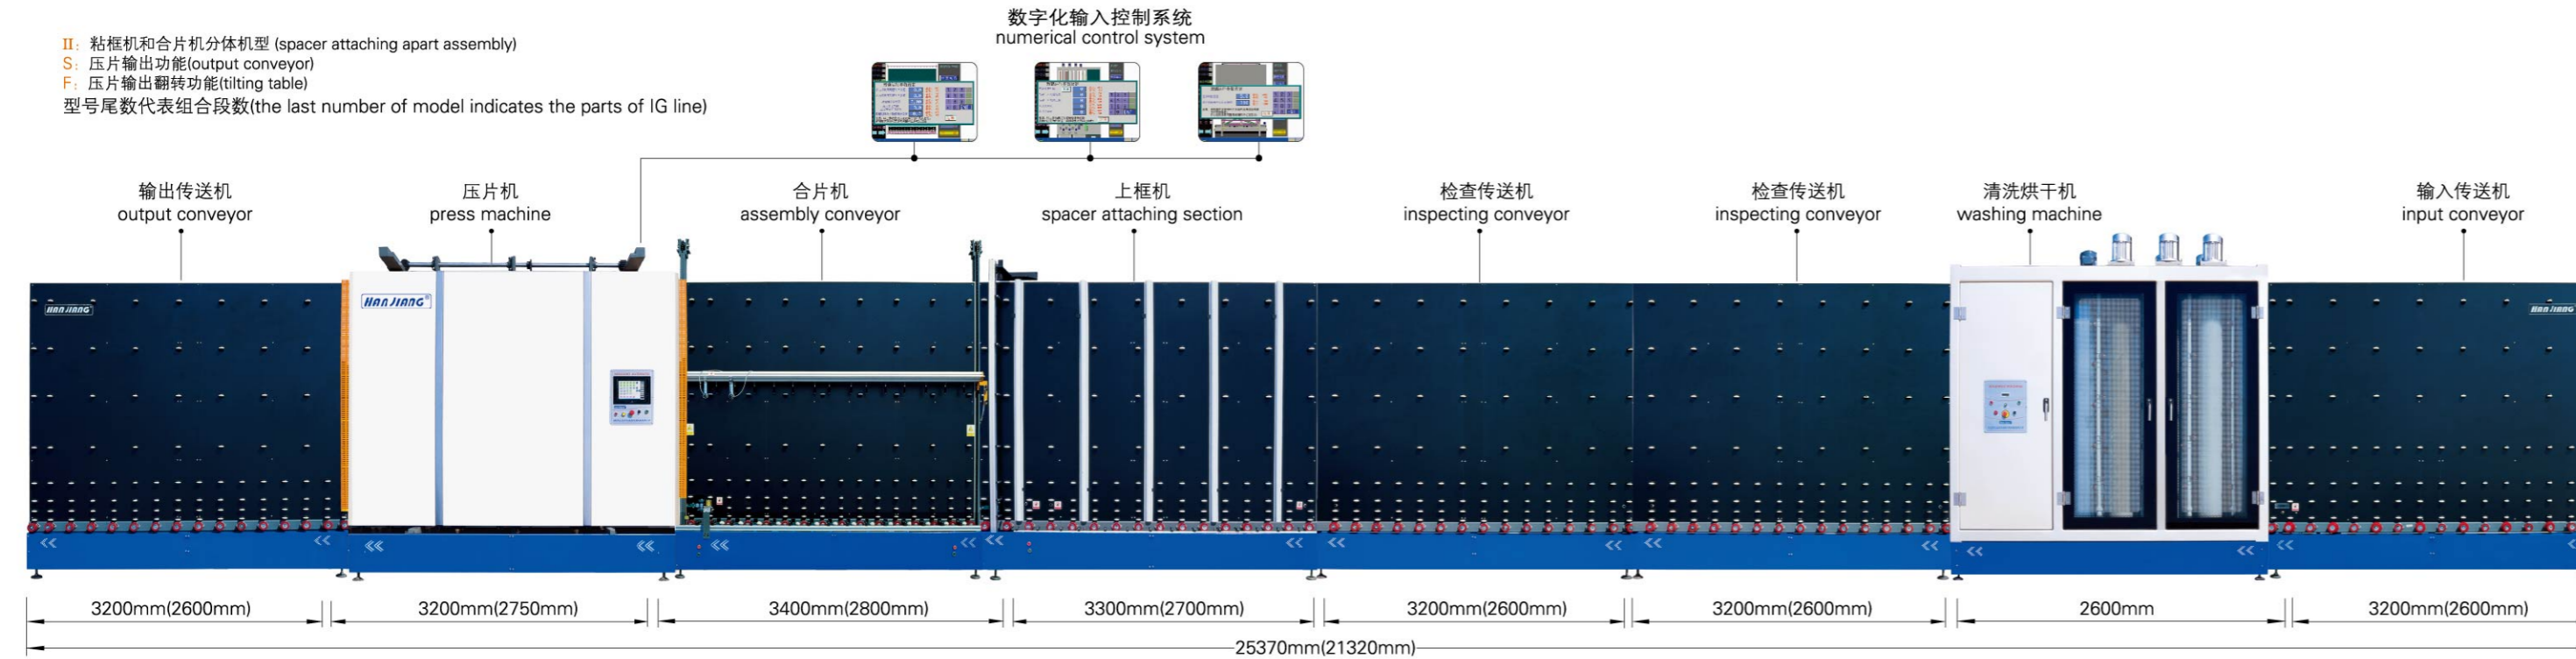 数字化输入控制系统
numerical control system
II: 粘框机和合片机分体机型 (spacer attaching apart assembly)
S: 压片输出功能(output conveyor)
F: 压片输出翻转功能(tilting table)
型号尾数代表组合段数(the last number of model indicates the parts of IG line)
输出传送机
output conveyor
压片机
press machine
合片机
assembly conveyor
上框机
spacer attaching section
检查传送机
inspecting conveyor
检查传送机
inspecting conveyor
清洗烘干机
washing machine
输入传送机
input conveyor
HANJIANG
HANJIANG®
HANJIANG
3200mm(2600mm)
3200mm(2750mm)
3400mm(2800mm)
3300mm(2700mm)
3200mm(2600mm)
3200mm(2600mm)
2600mm
3200mm(2600mm)
25370mm(21320mm)